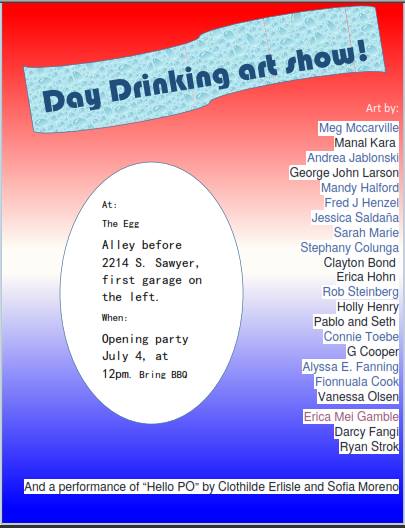 Day Drinking art show!
Art by:
Meg Mccarville
Manal Kara
Andrea Jablonski
George John Larson
Mandy Halford
Fred J Henzel
Jessica Saldaña
Sarah Marie
Stephany Colunga
Clayton Bond
Erica Hohn
Rob Steinberg
Holly Henry
Pablo and Seth
Connie Toebe
G Cooper
Alyssa E. Fanning
Fionnuala Cook
Vanessa Olsen
Erica Mei Gamble
Darcy Fangi
Ryan Strok
At:
The Egg
Alley before
2214 S. Sawyer,
first garage on
the left.
When:
Opening party
July 4, at
12pm. Bring BBQ
And a performance of “Hello PO” by Clothilde Erlisle and Sofia Moreno